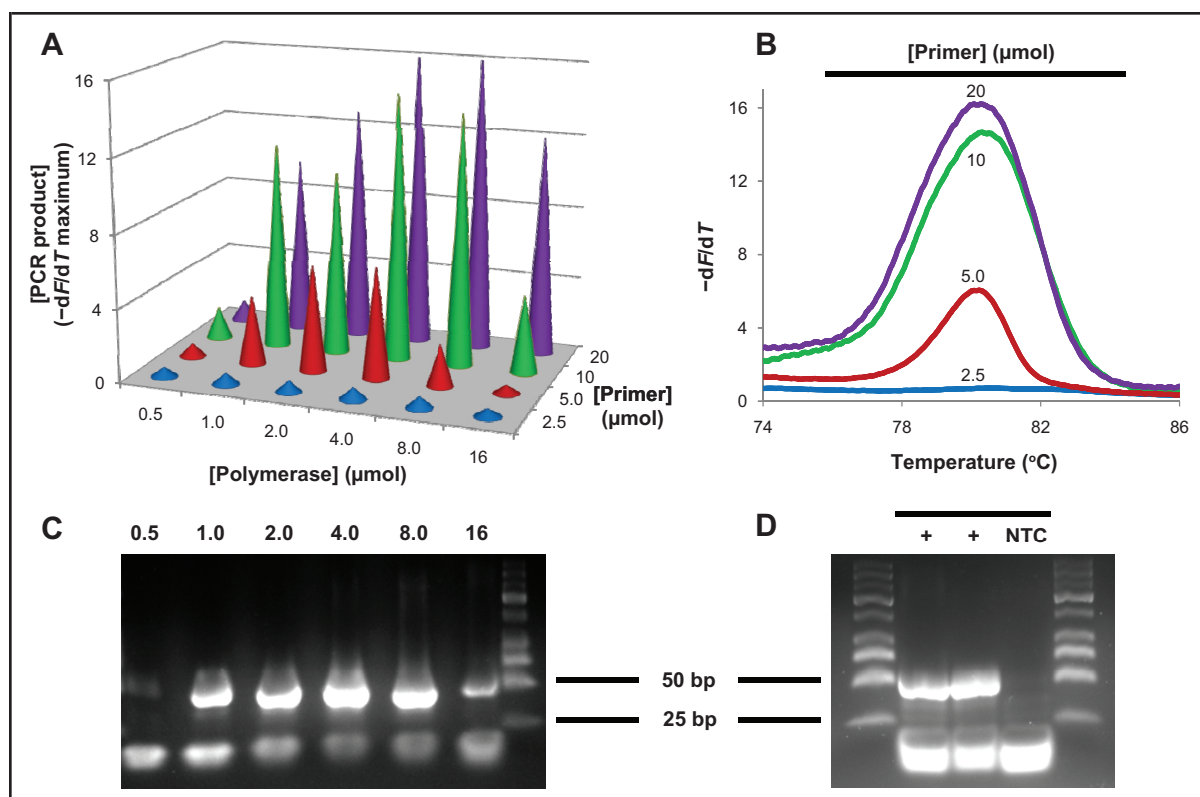 A
[PCR product]
(−dF/dT maximum)
16
12
8
4
0
0.5
1.0
2.0
4.0
8.0
16
[Polymerase] (µmol)
20
10
5.0
2.5
[Primer]
(µmol)
B
[Primer] (µmol)
−dF/dT
16
12
8
4
0
20
10
5.0
2.5
74
78
82
86
Temperature (°C)
C
0.5 1.0 2.0 4.0 8.0 16
50 bp
25 bp
D
+ + NTC